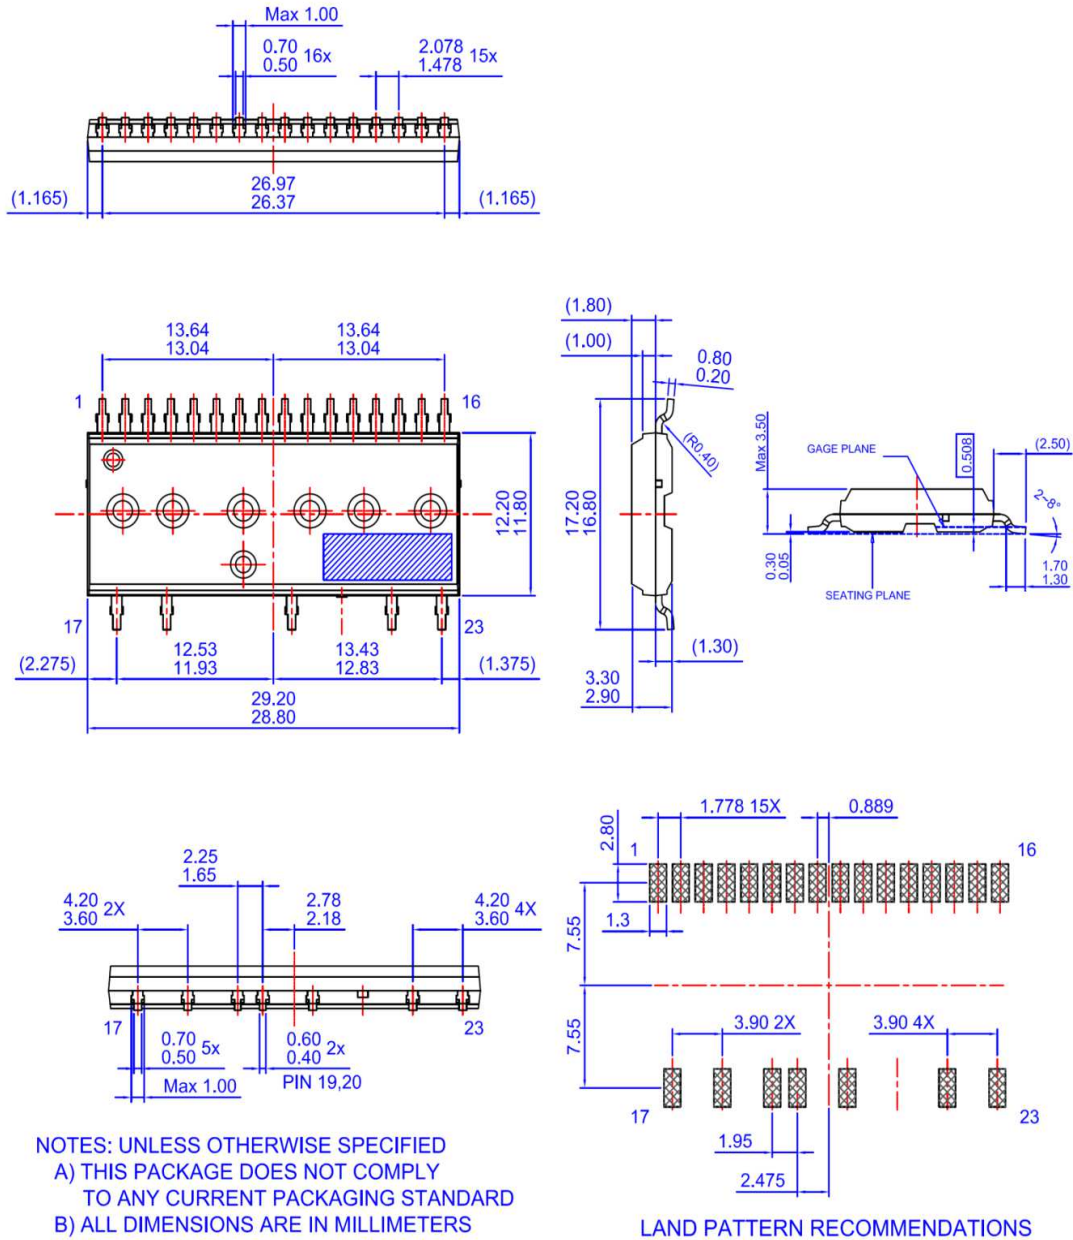 Max 1.00
0.70
0.50 16x
2.078
1.478 15x
(1.165)
26.97
26.37
(1.165)
13.64
13.04
13.64
13.04
1
16
12.20
11.80
17
23
(2.275)
12.53
11.93
13.43
12.83
(1.375)
29.20
28.80
(1.80)
(1.00)
0.80
0.20
(R0.40)
17.20
16.80
(1.30)
3.30
2.90
Max 3.50
GAGE PLANE
0.508
(2.50)
2~8°
0.30
0.05
SEATING PLANE
1.70
1.30
2.25
1.65
4.20
3.60 2X
2.78
2.18
4.20
3.60 4X
17
23
0.70
0.50 5x
0.60
0.40 2x
Max 1.00
PIN 19,20
1.778 15X
0.889
2.80
1
16
1.3
7.55
7.55
3.90 2X
3.90 4X
17
23
1.95
2.475
NOTES: UNLESS OTHERWISE SPECIFIED
A) THIS PACKAGE DOES NOT COMPLY
TO ANY CURRENT PACKAGING STANDARD
B) ALL DIMENSIONS ARE IN MILLIMETERS
LAND PATTERN RECOMMENDATIONS